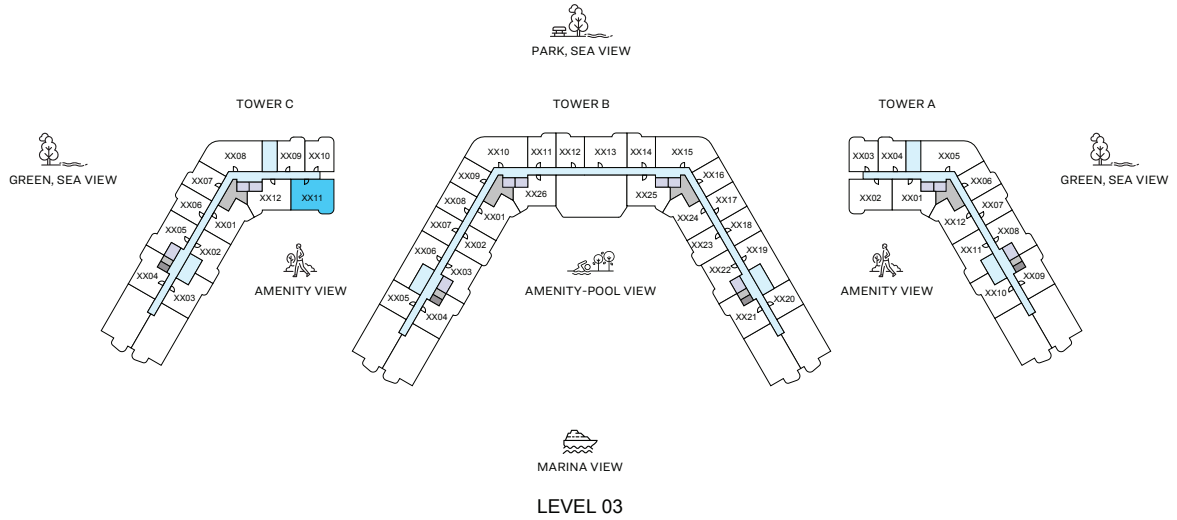 PARK, SEA VIEW
TOWER C
TOWER B
TOWER A
GREEN, SEA VIEW
GREEN, SEA VIEW
XX08
XX09
XX10
XX07
XX06
XX05
XX04
XX03
XX02
XX01
XX12
XX11
XX10
XX11
XX12
XX13
XX14
XX15
XX09
XX08
XX07
XX06
XX05
XX04
XX03
XX02
XX01
XX26
XX25
XX16
XX17
XX18
XX19
XX20
XX21
XX22
XX23
XX24
XX03
XX04
XX05
XX02
XX01
XX06
XX07
XX08
XX09
XX10
XX11
XX12
AMENITY VIEW
AMENITY-POOL VIEW
AMENITY VIEW
MARINA VIEW
LEVEL 03